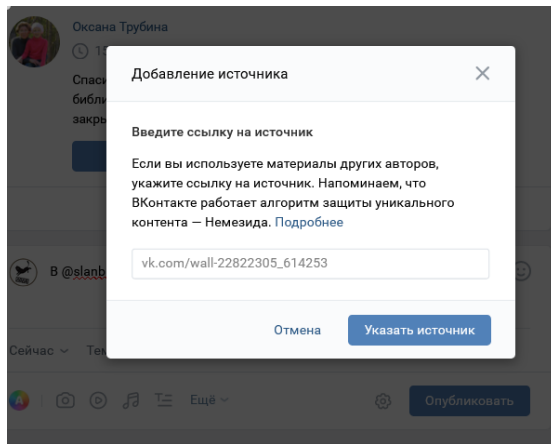 Оксана Трубина
Добавление источника
Введите ссылку на источник
Если вы используете материалы других авторов,
укажите ссылку на источник. Напоминаем, что
ВКонтакте работает алгоритм защиты уникального
контента — Немезида. Подробнее
vk.com/wall-22822305_614253
В @slanb
Отмена
Указать источник
Сейчас
Ещё
Опубликовать